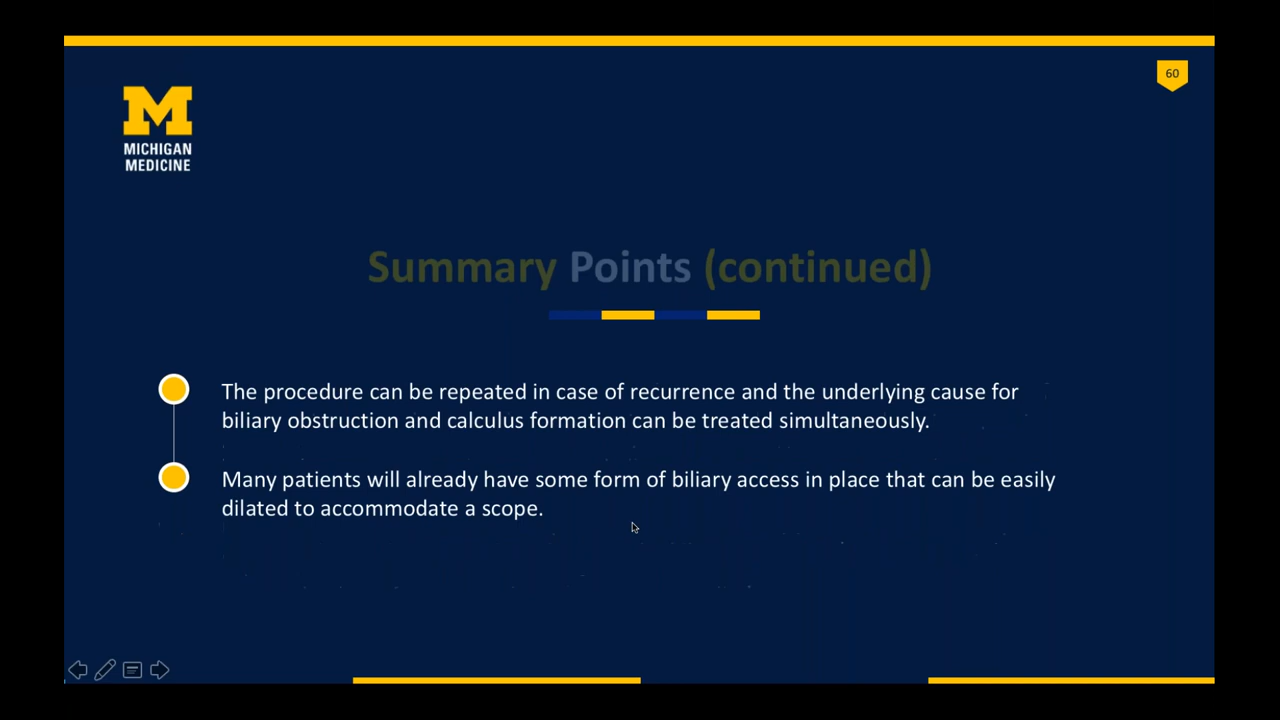 60
M
MICHIGAN
MEDICINE
Summary Points (continued)
The procedure can be repeated in case of recurrence and the underlying cause for
biliary obstruction and calculus formation can be treated simultaneously.
Many patients will already have some form of biliary access in place that can be easily
dilated to accommodate a scope.